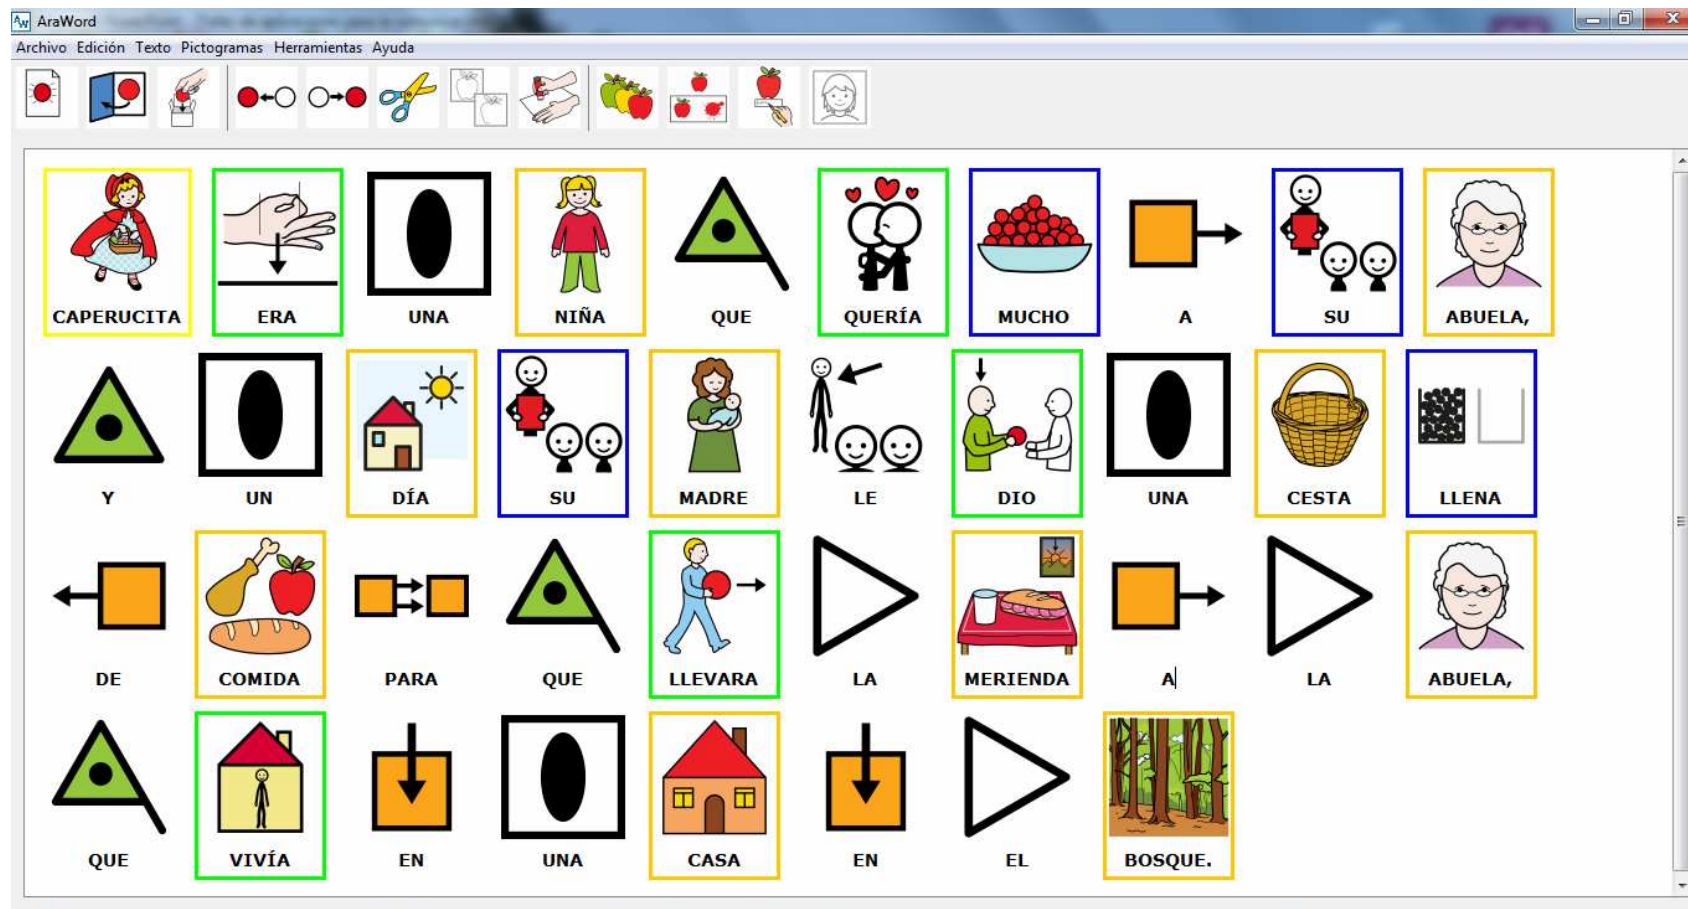 AraWord
Archivo Edición Texto Pictogramas Herramientas Ayuda
CAPERUCITA ERA UNA NIÑA QUE QUERÍA MUCHO A SU ABUELA,
Y UN DÍA SU MADRE LE DIO UNA CESTA LLENA
DE COMIDA PARA QUE LLEVARA LA MERIENDA A LA ABUELA,
QUE VIVÍA EN UNA CASA EN EL BOSQUE.